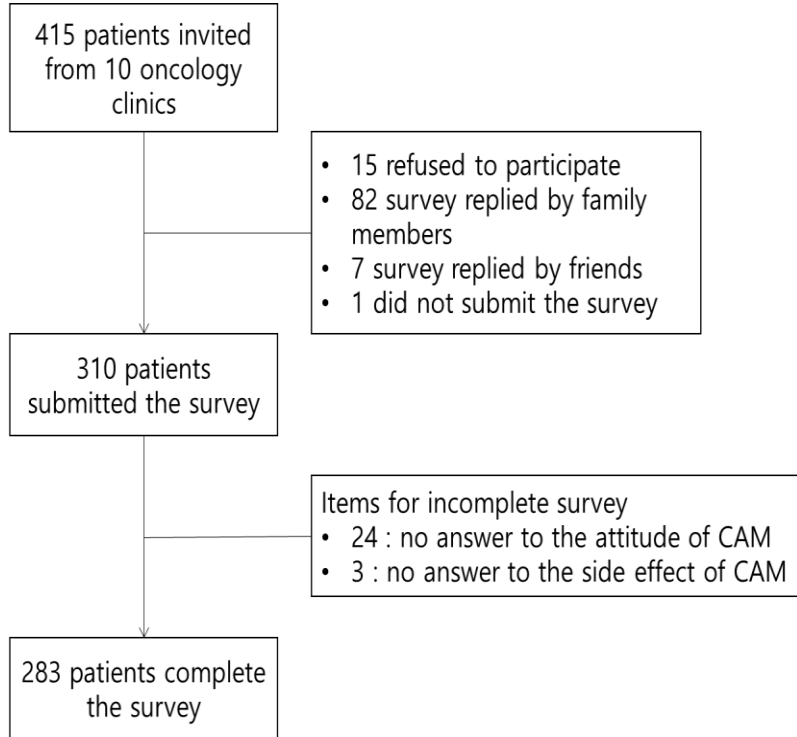 415 patients invited
from 10 oncology
clinics
• 15 refused to participate
• 82 survey replied by family
members
• 7 survey replied by friends
• 1 did not submit the survey
310 patients
submitted the survey
Items for incomplete survey
• 24 : no answer to the attitude of CAM
• 3 : no answer to the side effect of CAM
283 patients complete
the survey